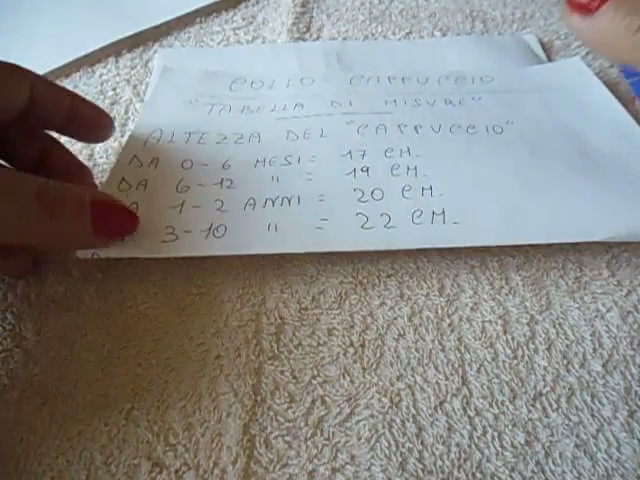 COLLO CAPPUCCIO
"TABELLA DI MISURE"
ALTEZZA DEL "CAPPUCCIO"
DA 0-6 MESI = 17 CM.
DA 6-12 " = 19 CM.
A 1-2 ANNI = 20 CM.
3-10 " = 22 CM.